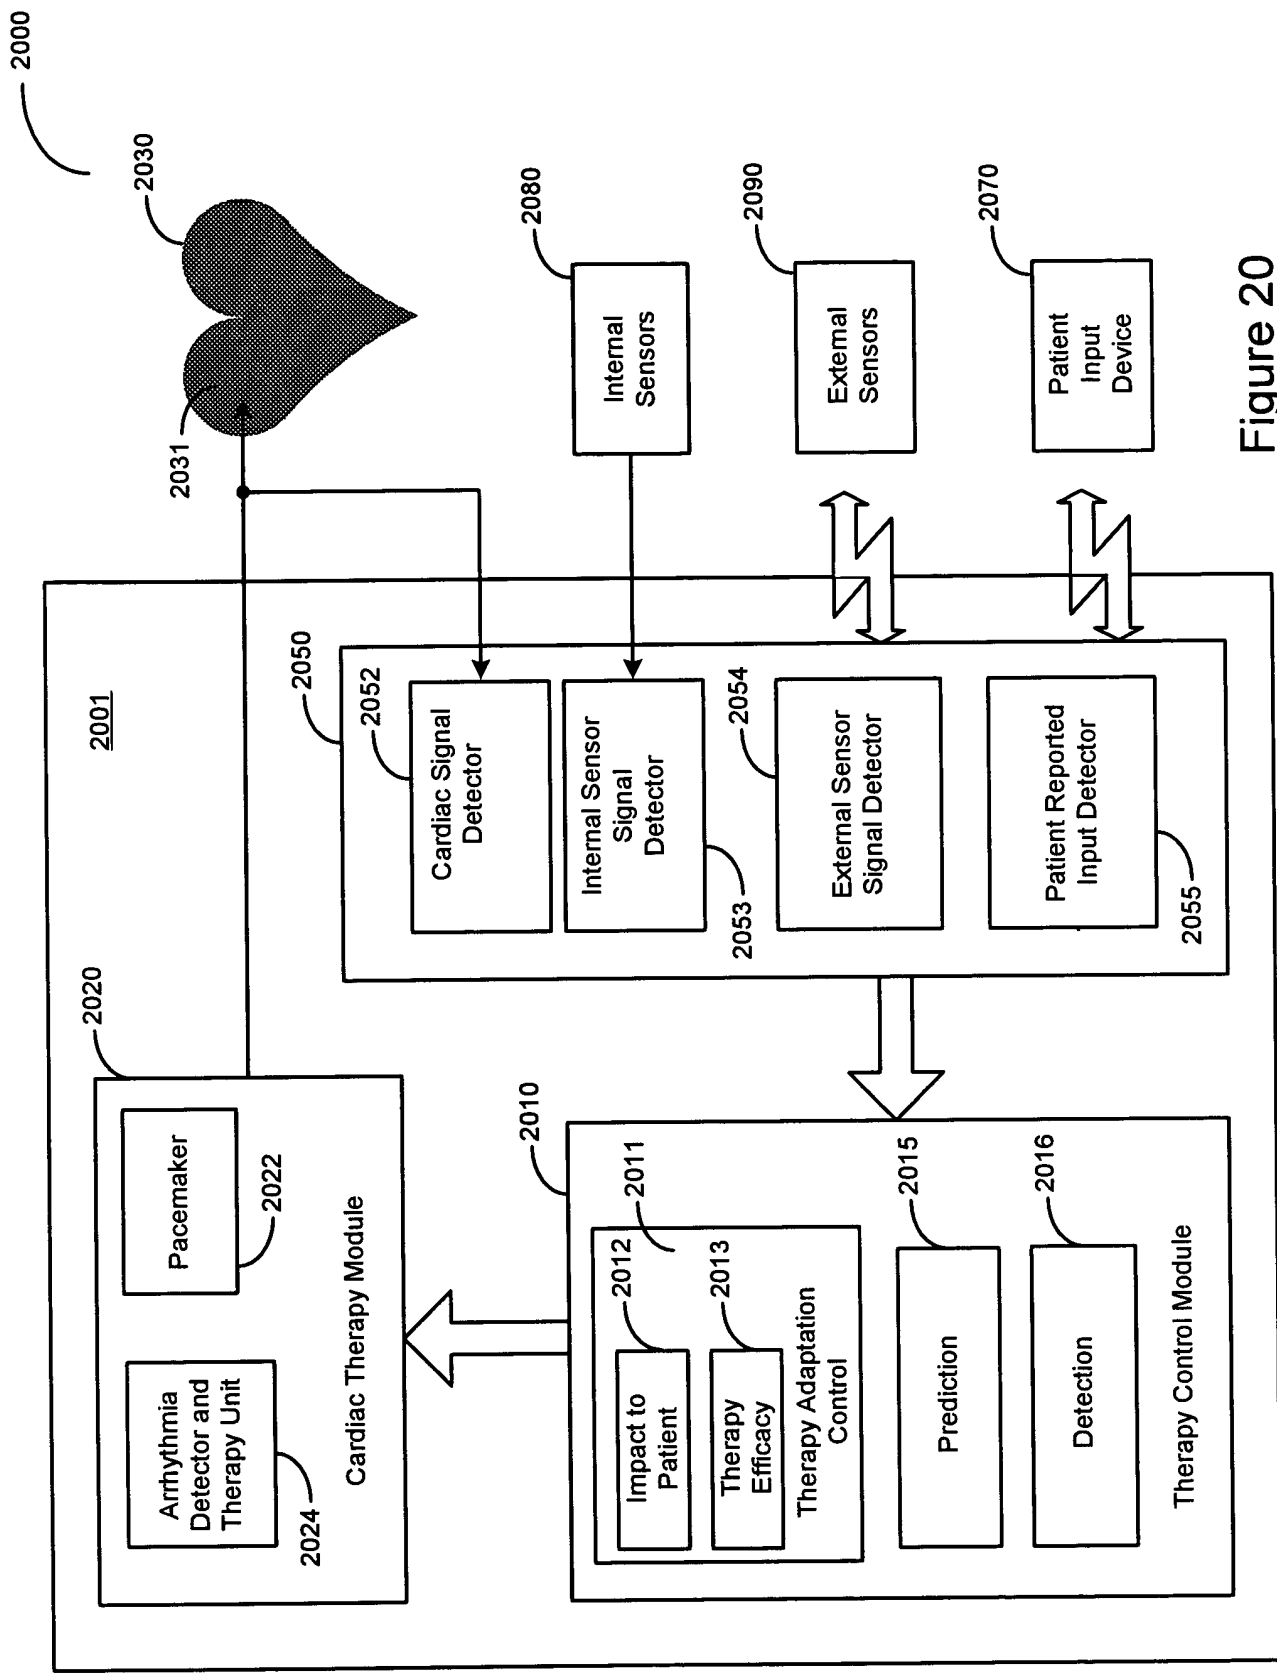 2000
2030
2031
2001
2020
Pacemaker
2022
Arrhythmia
Detector and
Therapy Unit
2024
Cardiac Therapy Module
2050
2052
Cardiac Signal
Detector
Internal Sensor
Signal
Detector
2053
2054
External Sensor
Signal Detector
Patient Reported
Input Detector
2055
2080
Internal
Sensors
2090
External
Sensors
2070
Patient
Input
Device
2010
2011
2012
Impact to
Patient
2013
Therapy
Efficacy
Therapy Adaptation
Control
2015
Prediction
2016
Detection
Therapy Control Module
Figure 20